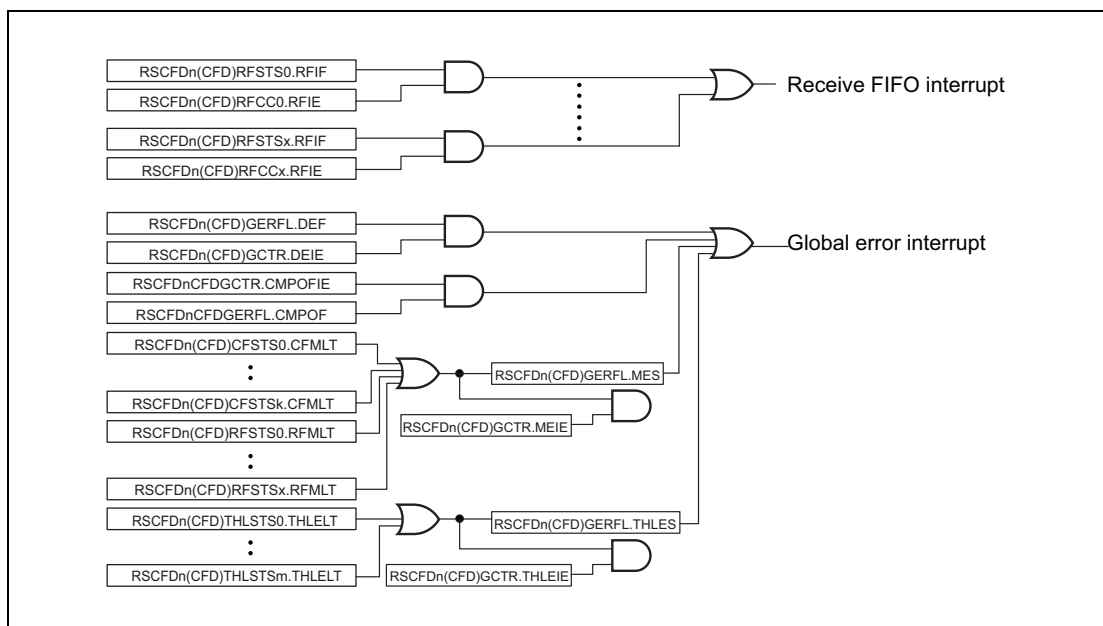 RSCFDn(CFD)RFSTS0.RFIF
RSCFDn(CFD)RFCC0.RFIE
Receive FIFO interrupt
RSCFDn(CFD)RFSTSx.RFIF
RSCFDn(CFD)RFCCx.RFIE
RSCFDn(CFD)GERFL.DEF
RSCFDn(CFD)GCTR.DEIE
Global error interrupt
RSCFDnCFDGCTR.CMPOFIE
RSCFDnCFDGERFL.CMPOF
RSCFDn(CFD)CFSTS0.CFMLT
RSCFDn(CFD)GERFL.MES
RSCFDn(CFD)CFSTSk.CFMLT
RSCFDn(CFD)GCTR.MEIE
RSCFDn(CFD)RFSTS0.RFMLT
RSCFDn(CFD)RFSTSx.RFMLT
RSCFDn(CFD)THLSTS0.THLELT
RSCFDn(CFD)GERFL.THLES
RSCFDn(CFD)THLSTSm.THLELT
RSCFDn(CFD)GCTR.THLEIE